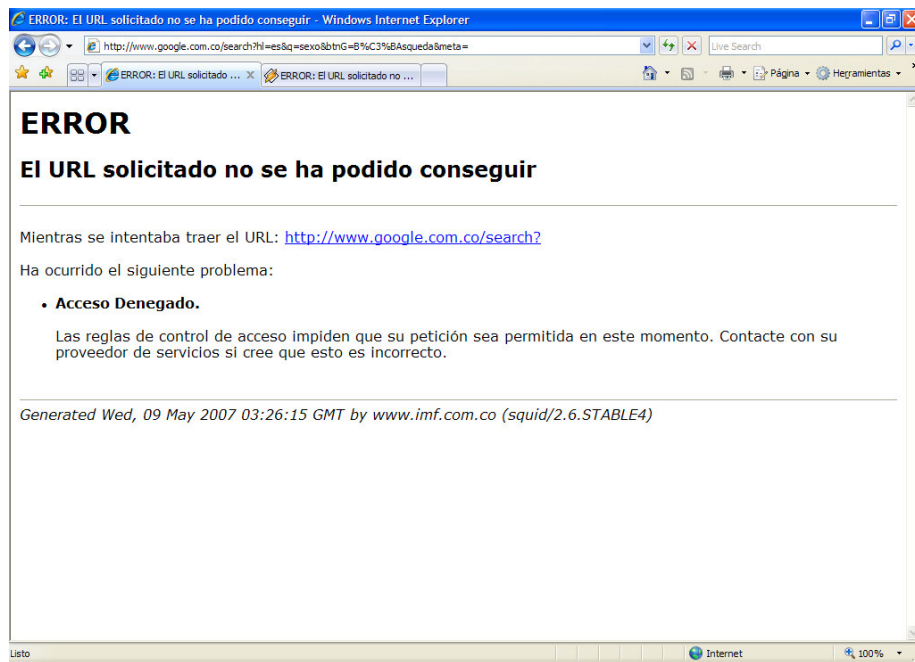 ERROR: El URL solicitado no se ha podido conseguir - Windows Internet Explorer
http://www.google.com.co/search?hl=es&q=sexo&btnG=B%C3%BAsqueda&meta=
Live Search
ERROR: El URL solicitado ... X
ERROR: El URL solicitado no ...
Página
Herramientas
ERROR
El URL solicitado no se ha podido conseguir
Mientras se intentaba traer el URL: http://www.google.com.co/search?
Ha ocurrido el siguiente problema:
• Acceso Denegado.
Las reglas de control de acceso impiden que su petición sea permitida en este momento. Contacte con su
proveedor de servicios si cree que esto es incorrecto.
Generated Wed, 09 May 2007 03:26:15 GMT by www.imf.com.co (squid/2.6.STABLE4)
Listo
Internet
100%